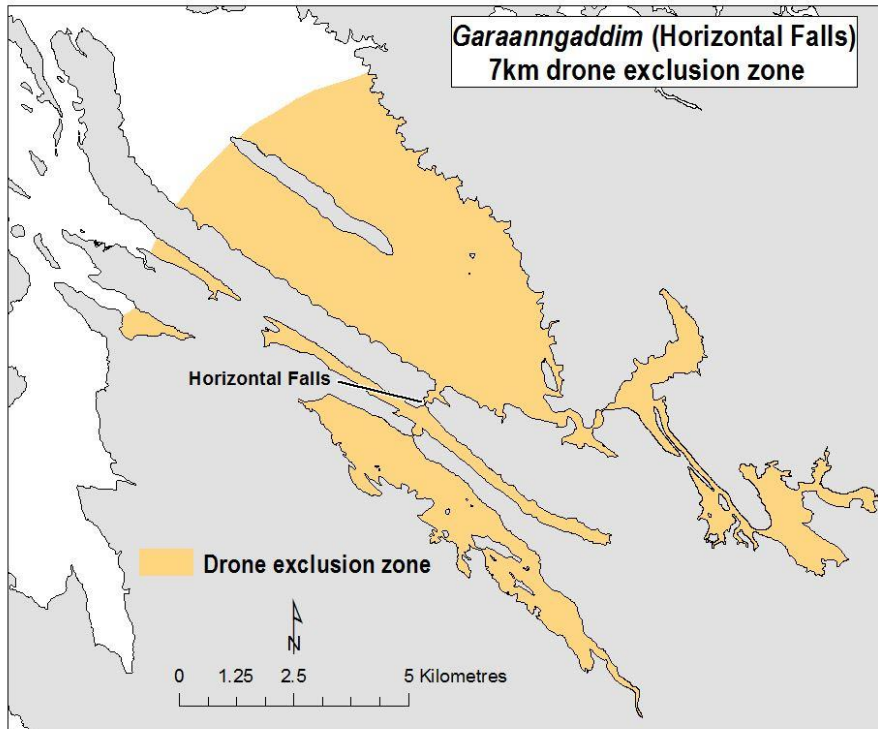 Garaanngaddim (Horizontal Falls)
7km drone exclusion zone
Horizontal Falls
Drone exclusion zone
N
0 1.25 2.5 5 Kilometres